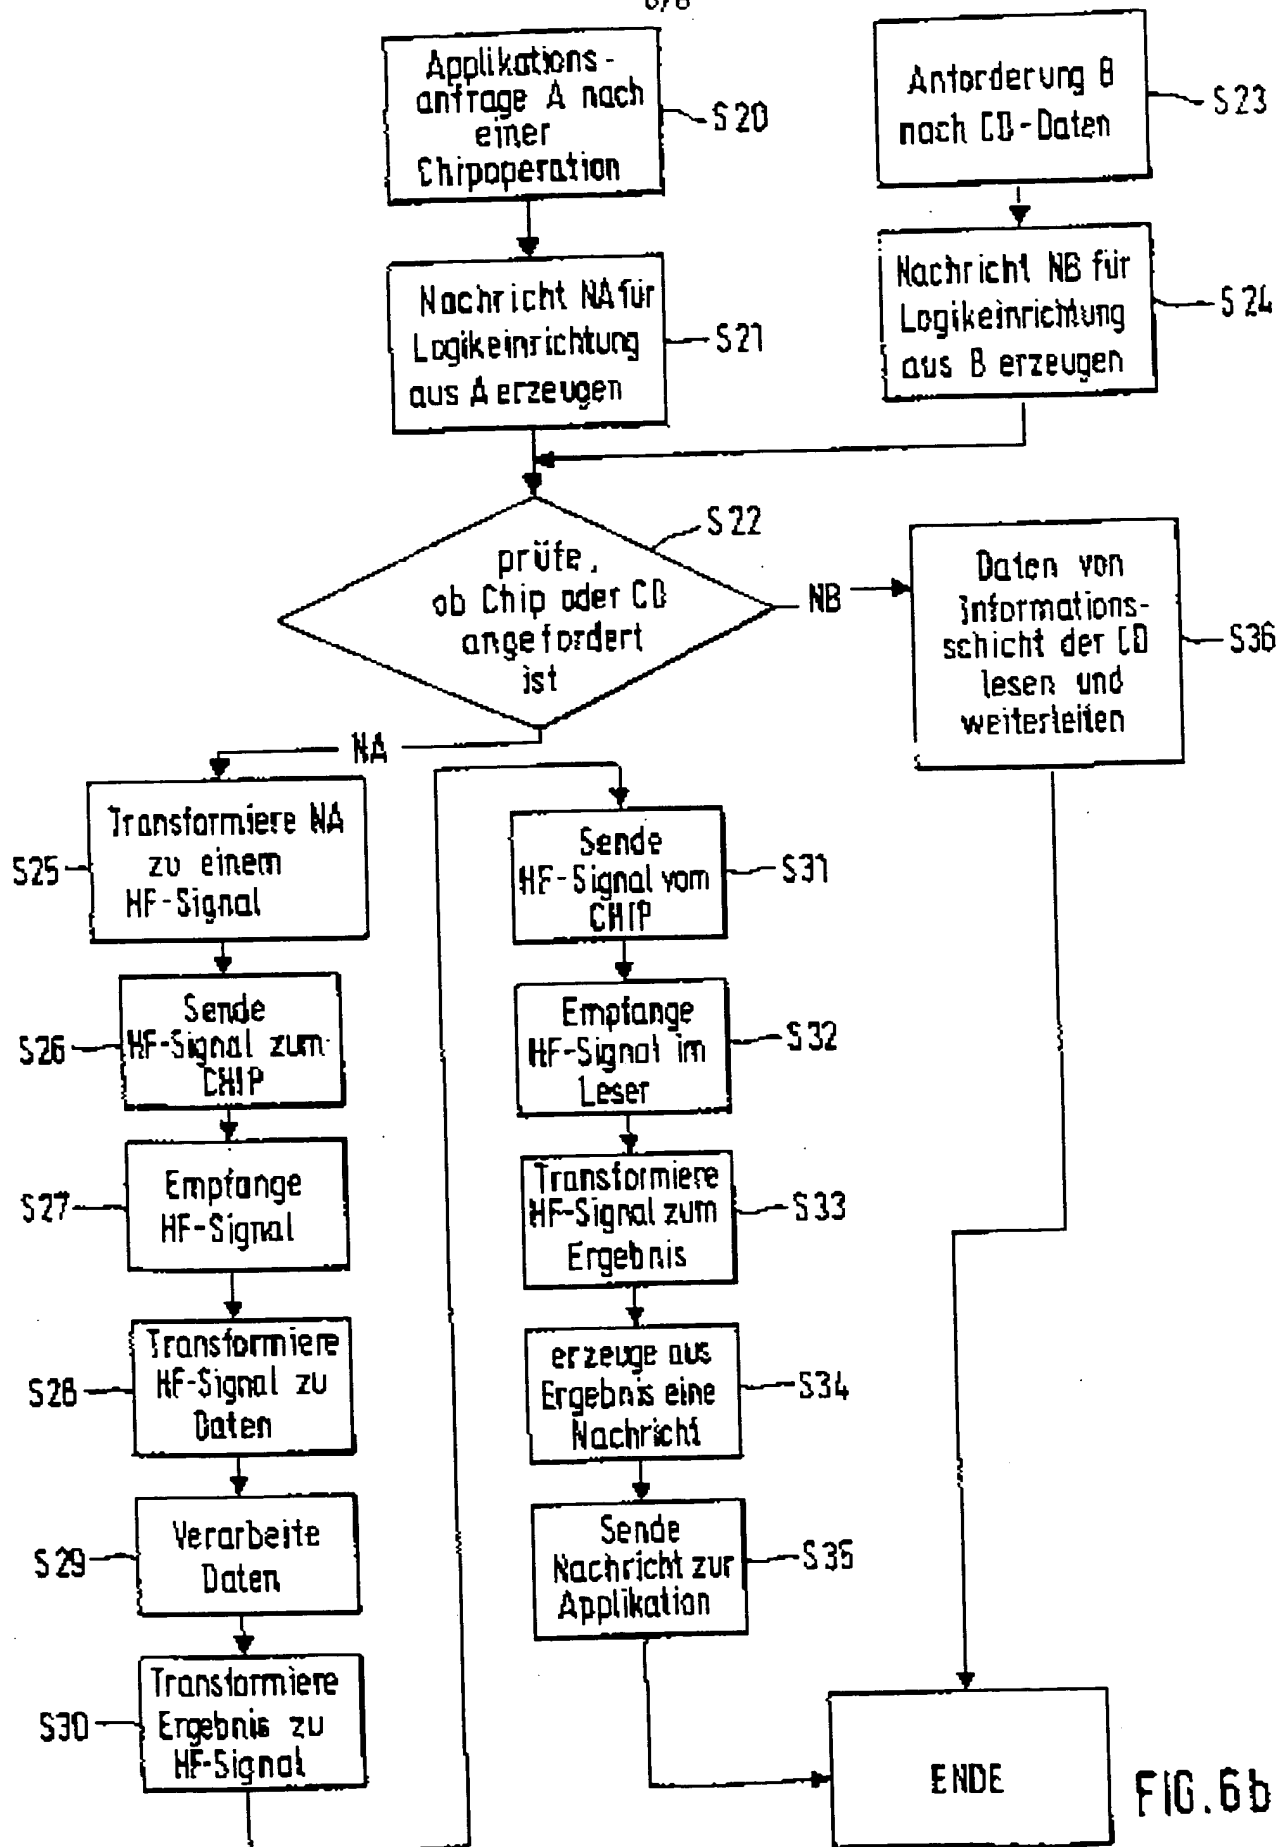 Applikations-
anfrage A nach
einer
Chipoperation
S20
Anforderung B
nach CD-Daten
S23
Nachricht NA für
Logikeinrichtung
aus A erzeugen
S21
Nachricht NB für
Logikeinrichtung
aus B erzeugen
S24
prüfe,
ob Chip oder CD
angefordert
ist
S22
NB
NA
Daten von
Informations-
schicht der CD
lesen und
weiterleiten
S36
Transformiere NA
zu einem
HF-Signal
S25
Sende
HF-Signal zum
CHIP
S26
Empfange
HF-Signal
S27
Transformiere
HF-Signal zu
Daten
S28
Verarbeite
Daten
S29
Transformiere
Ergebnis zu
HF-Signal
S30
Sende
HF-Signal vom
CHIP
S31
Empfange
HF-Signal im
Leser
S32
Transformiere
HF-Signal zum
Ergebnis
S33
erzeuge aus
Ergebnis eine
Nachricht
S34
Sende
Nachricht zur
Applikation
S35
ENDE
FIG.6b